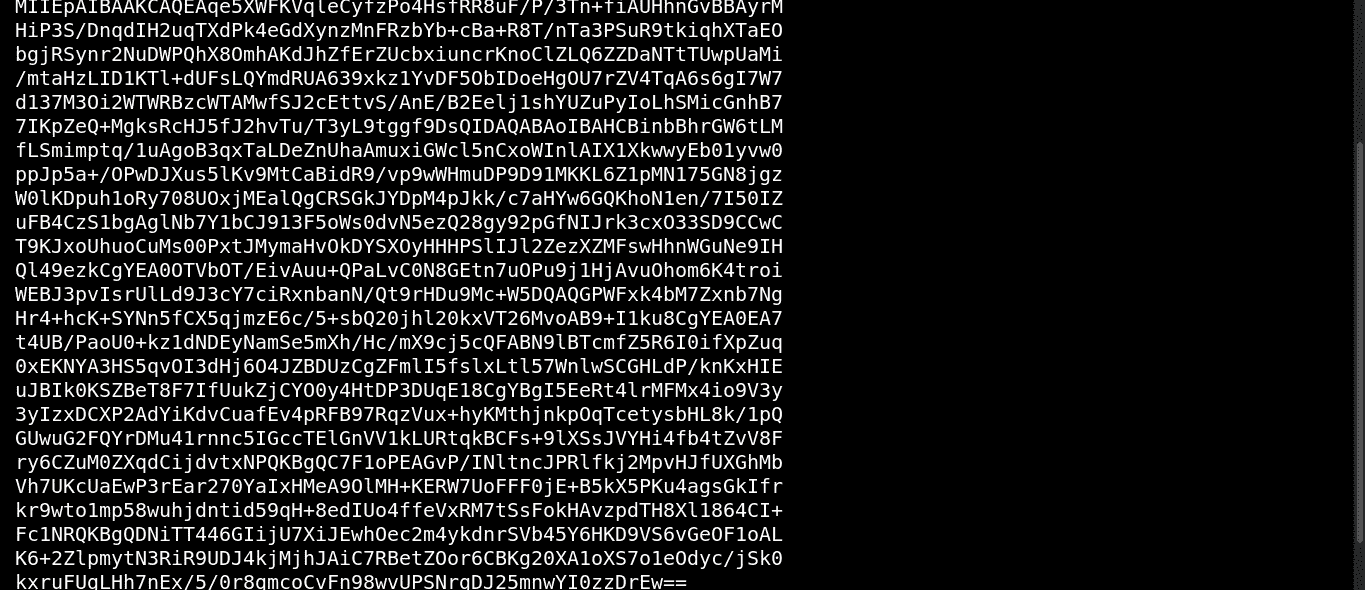 MIIEpAIBAAKCAQEAqe5XWFKVqleCyfzPo4HsfRR8uF/P/3Tn+fiAUHhnGvBBAyrM
HiP3S/DnqdIH2uqTXdPk4eGdXynzMnFRzbYb+cBa+R8T/nTa3PSuR9tkiqhXTaEO
bgjRSynr2NuDWPQhX8OmhAKdJhZfErZUcbxiuncrKnoClZLQ6ZZDaNTtTUwpUaMi
/mtaHzLID1KTl+dUFsLQYmdRUA639xkz1YvDF5ObIDoeHgOU7rZV4TqA6s6gI7W7
d137M3Oi2WTWRBzcWTAMwfSJ2cEttvS/AnE/B2Eelj1shYUZuPyIoLhSMicGnhB7
7IKpZeQ+MgksRcHJ5fJ2hvTu/T3yL9tggf9DsQIDAQABAoIBAHCBinbBhrGW6tLM
fLSmimptq/1uAgoB3qxTaLDeZnUhaAmuxiGWcl5nCxoWInlAIX1XkwwyEb01yvw0
ppJp5a+/OPwDJXus5lKv9MtCaBidR9/vp9wWHmuDP9D91MKKL6Z1pMN175GN8jgz
W0lKDpuh1oRy708UOxjMEalQgCRSGkJYDpM4pJkk/c7aHYw6GQKhoN1en/7I50IZ
uFB4CzS1bgAglNb7Y1bCJ913F5oWs0dvN5ezQ28gy92pGfNIJrk3cxO33SD9CCwC
T9KJxoUhuoCuMs00PxtJMymaHvOkDYSXOyHHHPSlIJl2ZezXZMFswHhnWGuNe9IH
Ql49ezkCgYEA0OTVbOT/EivAuu+QPaLvC0N8GEtn7uOPu9j1HjAvuOhom6K4troi
WEBJ3pvIsrUlLd9J3cY7ciRxnbanN/Qt9rHDu9Mc+W5DQAQGPWFxk4bM7Zxnb7Ng
Hr4+hcK+SYNn5fCX5qjmzE6c/5+sbQ20jhl20kxVT26MvoAB9+I1ku8CgYEA0EA7
t4UB/PaoU0+kz1dNDEyNamSe5mXh/Hc/mX9cj5cQFABN9lBTcmfZ5R6I0ifXpZuq
0xEKNYA3HS5qvOI3dHj6O4JZBDUzCgZFmlI5fslxLtl57WnlwSCGHLdP/knKxHIE
uJBIk0KSZBeT8F7IfUukZjCYO0y4HtDP3DUqE18CgYBgI5EeRt4lrMFMx4io9V3y
3yIzxDCXP2AdYiKdvCuafEv4pRFB97RqzVux+hyKMthjnkpOqTcetysbHL8k/1pQ
GUwuG2FQYrDMu41rnnc5IGccTElGnVV1kLURtqkBCFs+9lXSsJVYHi4fb4tZvV8F
ry6CZuM0ZXqdCijdvtxNPQKBgQC7F1oPEAGvP/INltncJPRlfkj2MpvHJfUXGhMb
Vh7UKcUaEwP3rEar270YaIxHMeA9OlMH+KERW7UoFFF0jE+B5kX5PKu4agsGkIfr
kr9wto1mp58wuhjdntid59qH+8edIUo4ffeVxRM7tSsFokHAvzpdTH8Xl1864CI+
Fc1NRQKBgQDNiTT446GIijU7XiJEwhOec2m4ykdnrSVb45Y6HKD9VS6vGeOF1oAL
K6+2ZlpmytN3RiR9UDJ4kjMjhJAiC7RBetZOor6CBKg20XA1oXS7o1eOdyc/jSk0
kxruFUgLHh7nEx/5/0r8gmcoCvFn98wvUPSNrgDJ25mnwYI0zzDrEw==